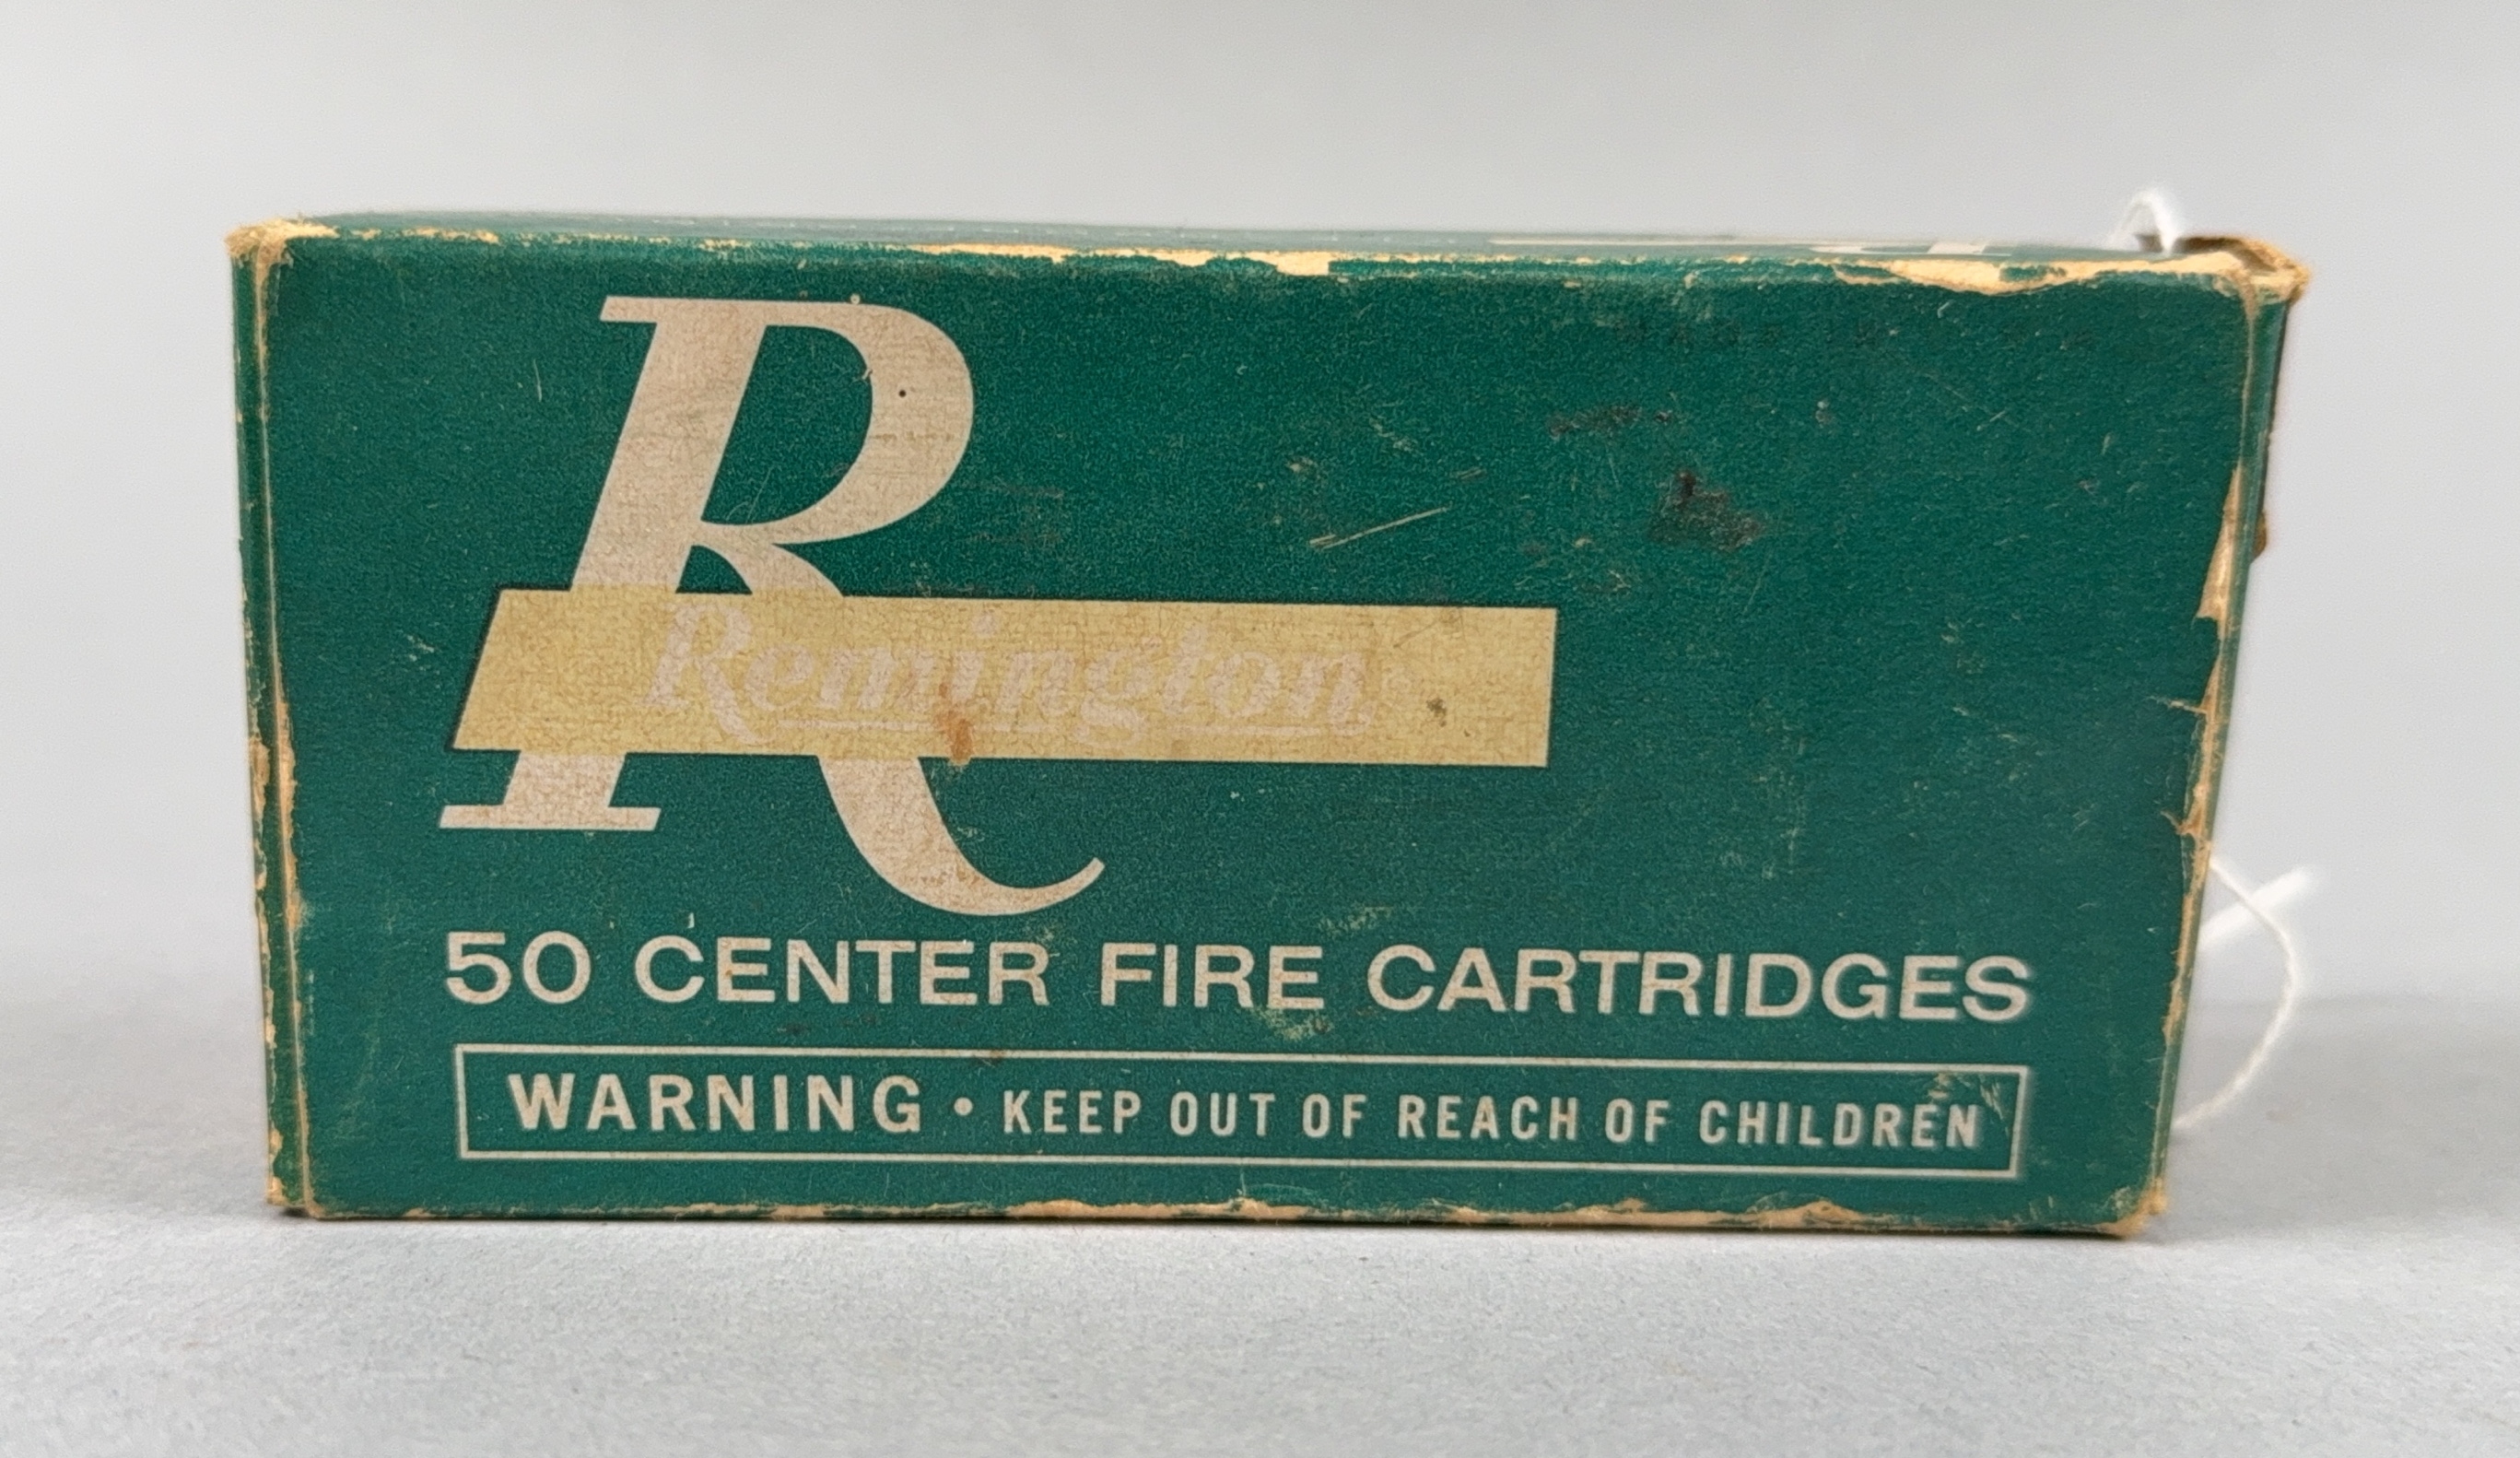 R
Remington
50 CENTER FIRE CARTRIDGES
WARNING • KEEP OUT OF REACH OF CHILDREN